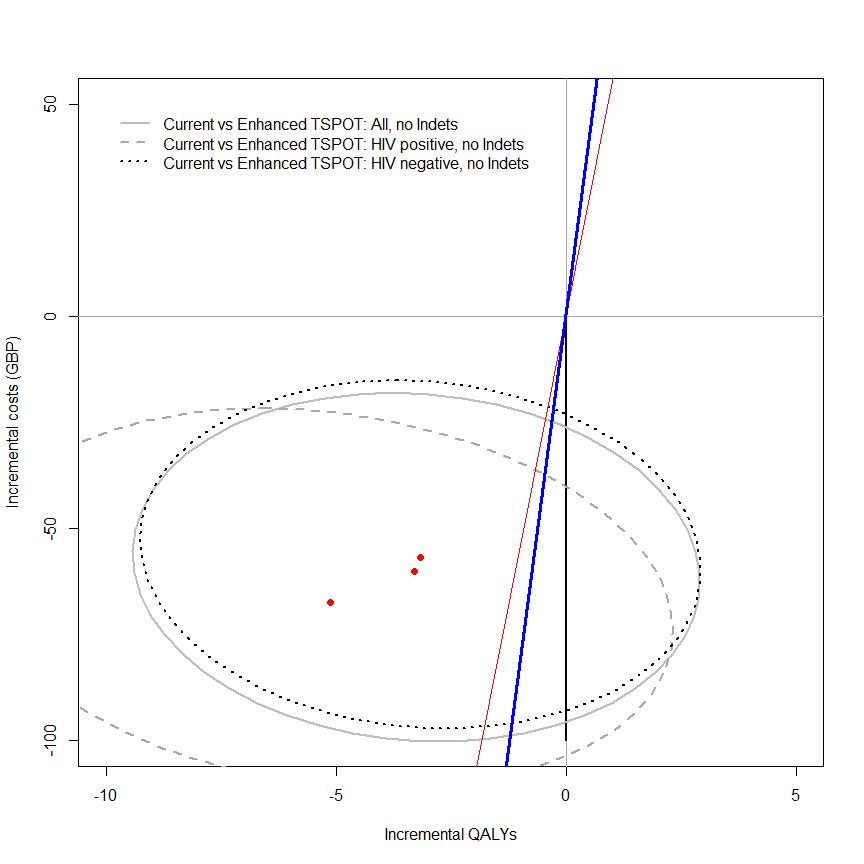 50
Current vs Enhanced TSPOT: All, no Indets
Current vs Enhanced TSPOT: HIV positive, no Indets
Current vs Enhanced TSPOT: HIV negative, no Indets
0
Incremental costs (GBP)
-50
-100
-10
-5
0
5
Incremental QALYs